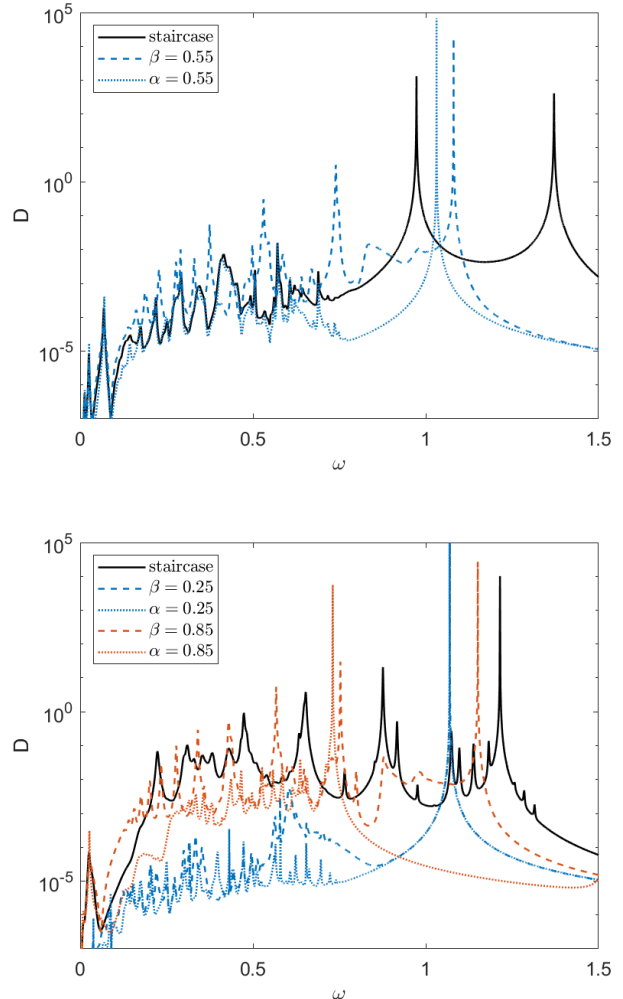 10^5
10^0
10^-5
D
staircase
β = 0.55
α = 0.55
0 0.5 1 1.5
ω
10^5
10^0
10^-5
D
staircase
β = 0.25
α = 0.25
β = 0.85
α = 0.85
0 0.5 1 1.5
ω